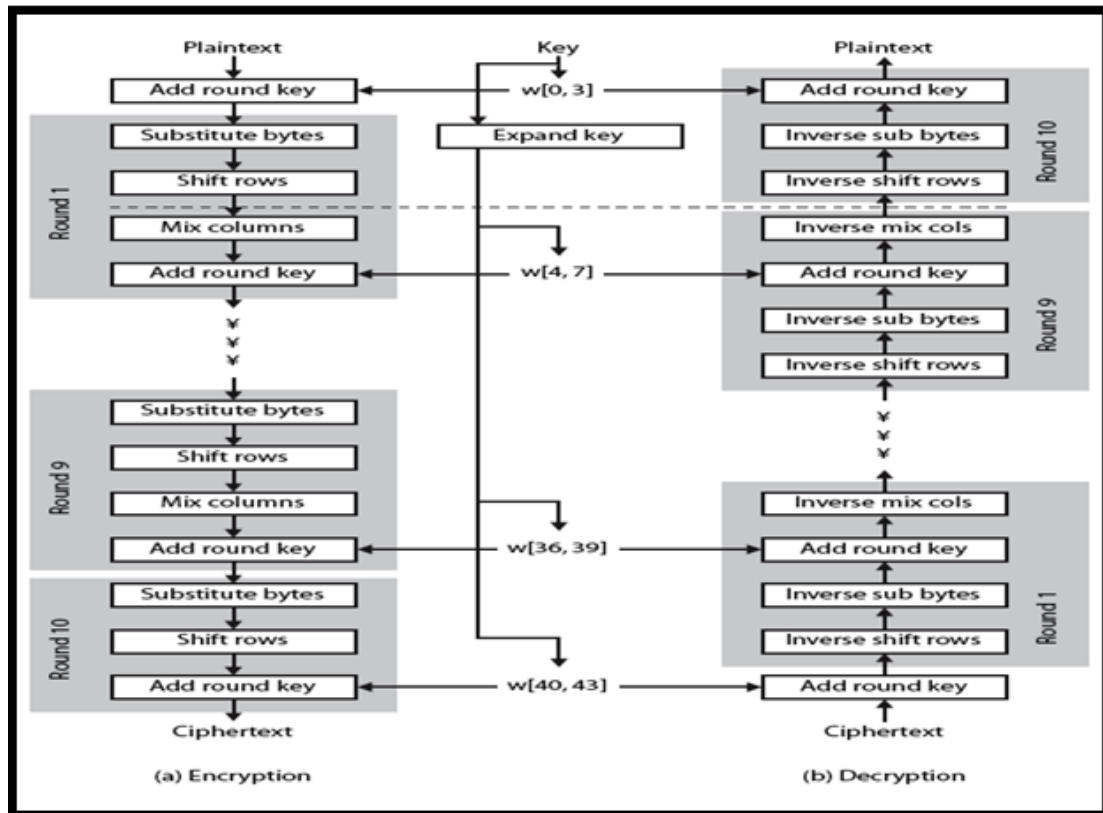 Plaintext
Add round key
Round 1
Substitute bytes
Shift rows
Mix columns
Add round key
¥
¥
¥
Round 9
Substitute bytes
Shift rows
Mix columns
Add round key
Round 10
Substitute bytes
Shift rows
Add round key
Ciphertext
(a) Encryption
Key
w[0, 3]
Expand key
w[4, 7]
w[36, 39]
w[40, 43]
Plaintext
Add round key
Inverse sub bytes
Inverse shift rows
Round 10
Inverse mix cols
Add round key
Inverse sub bytes
Inverse shift rows
Round 9
¥
¥
¥
Inverse mix cols
Add round key
Inverse sub bytes
Inverse shift rows
Round 1
Add round key
Ciphertext
(b) Decryption